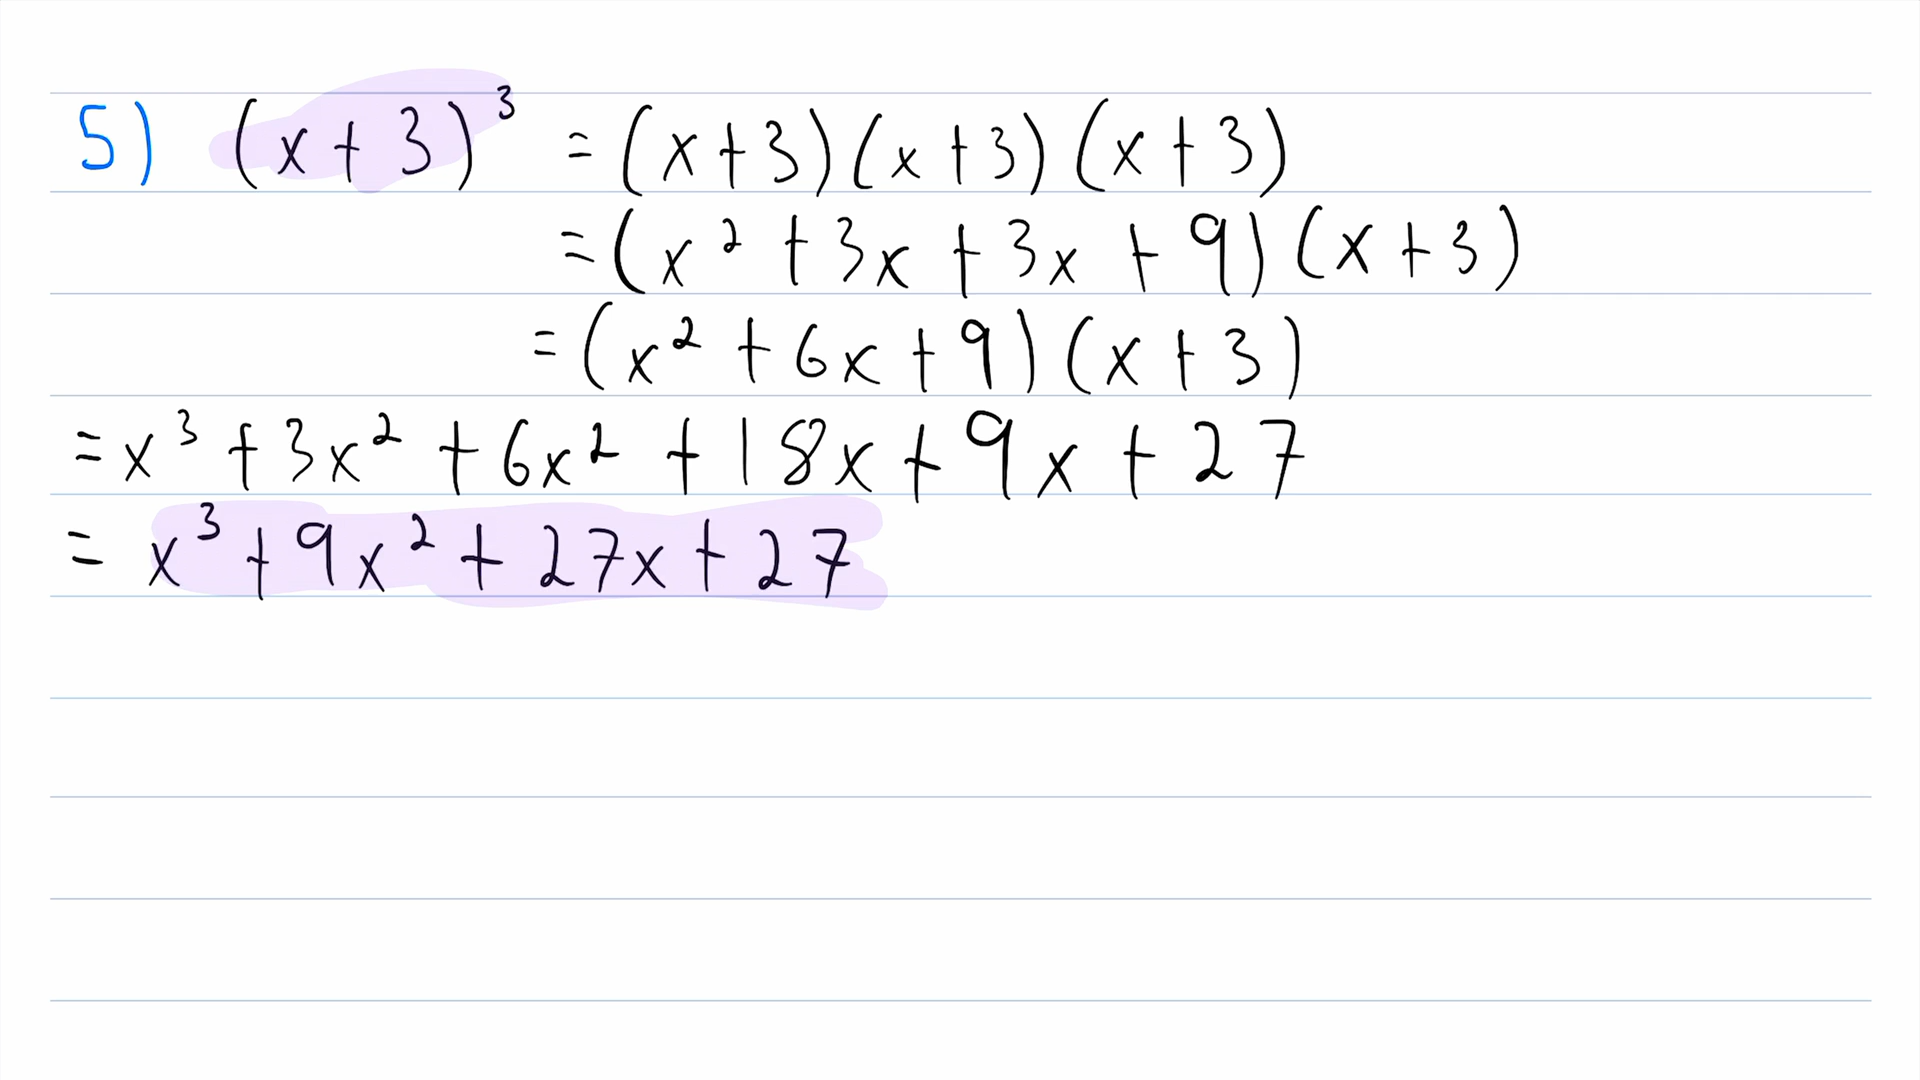 5) (x + 3)³ = (x + 3)(x + 3)(x + 3)
= (x² + 3x + 3x + 9)(x + 3)
= (x² + 6x + 9)(x + 3)
= x³ + 3x² + 6x² + 18x + 9x + 27
= x³ + 9x² + 27x + 27